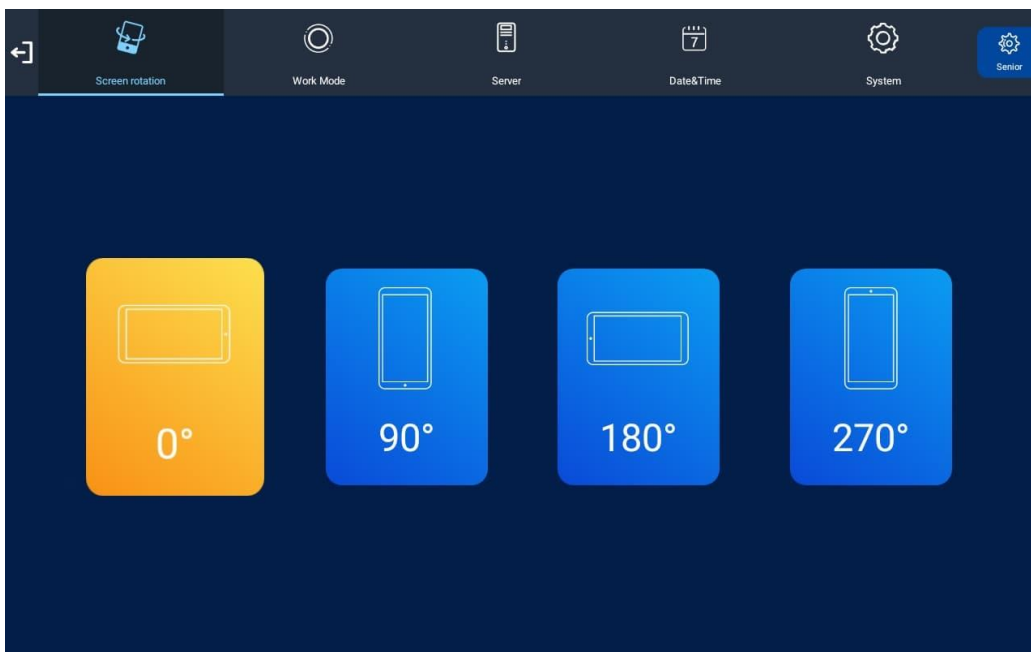 Screen rotation
Work Mode
Server
7
Date&Time
System
Senior
0°
90°
180°
270°